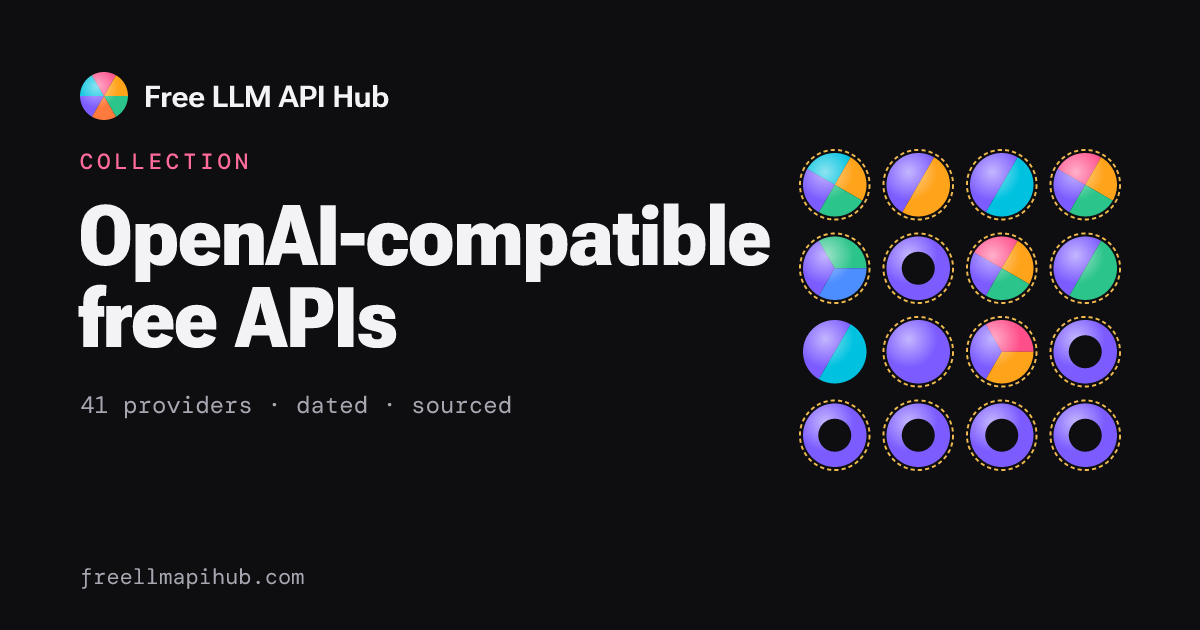 Free LLM API Hub
COLLECTION
OpenAI-compatible
free APIs
41 providers · dated · sourced
freellmapihub.com